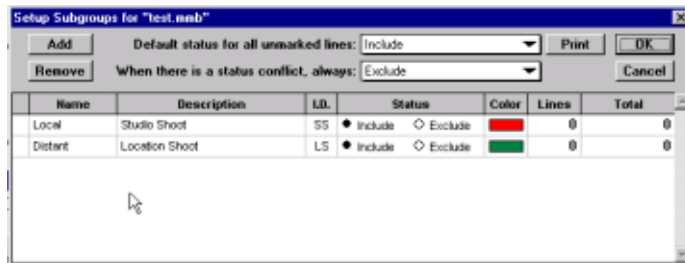 Setup Subgroups for "test.mmb"
Add Default status for all unmarked lines: Include Print OK
Remove When there is a status conflict, always: Exclude Cancel
Name Description I.D. Status Color Lines Total
Local Studio Shoot SS Include Exclude 0 0
Distant Location Shoot LS Include Exclude 0 0